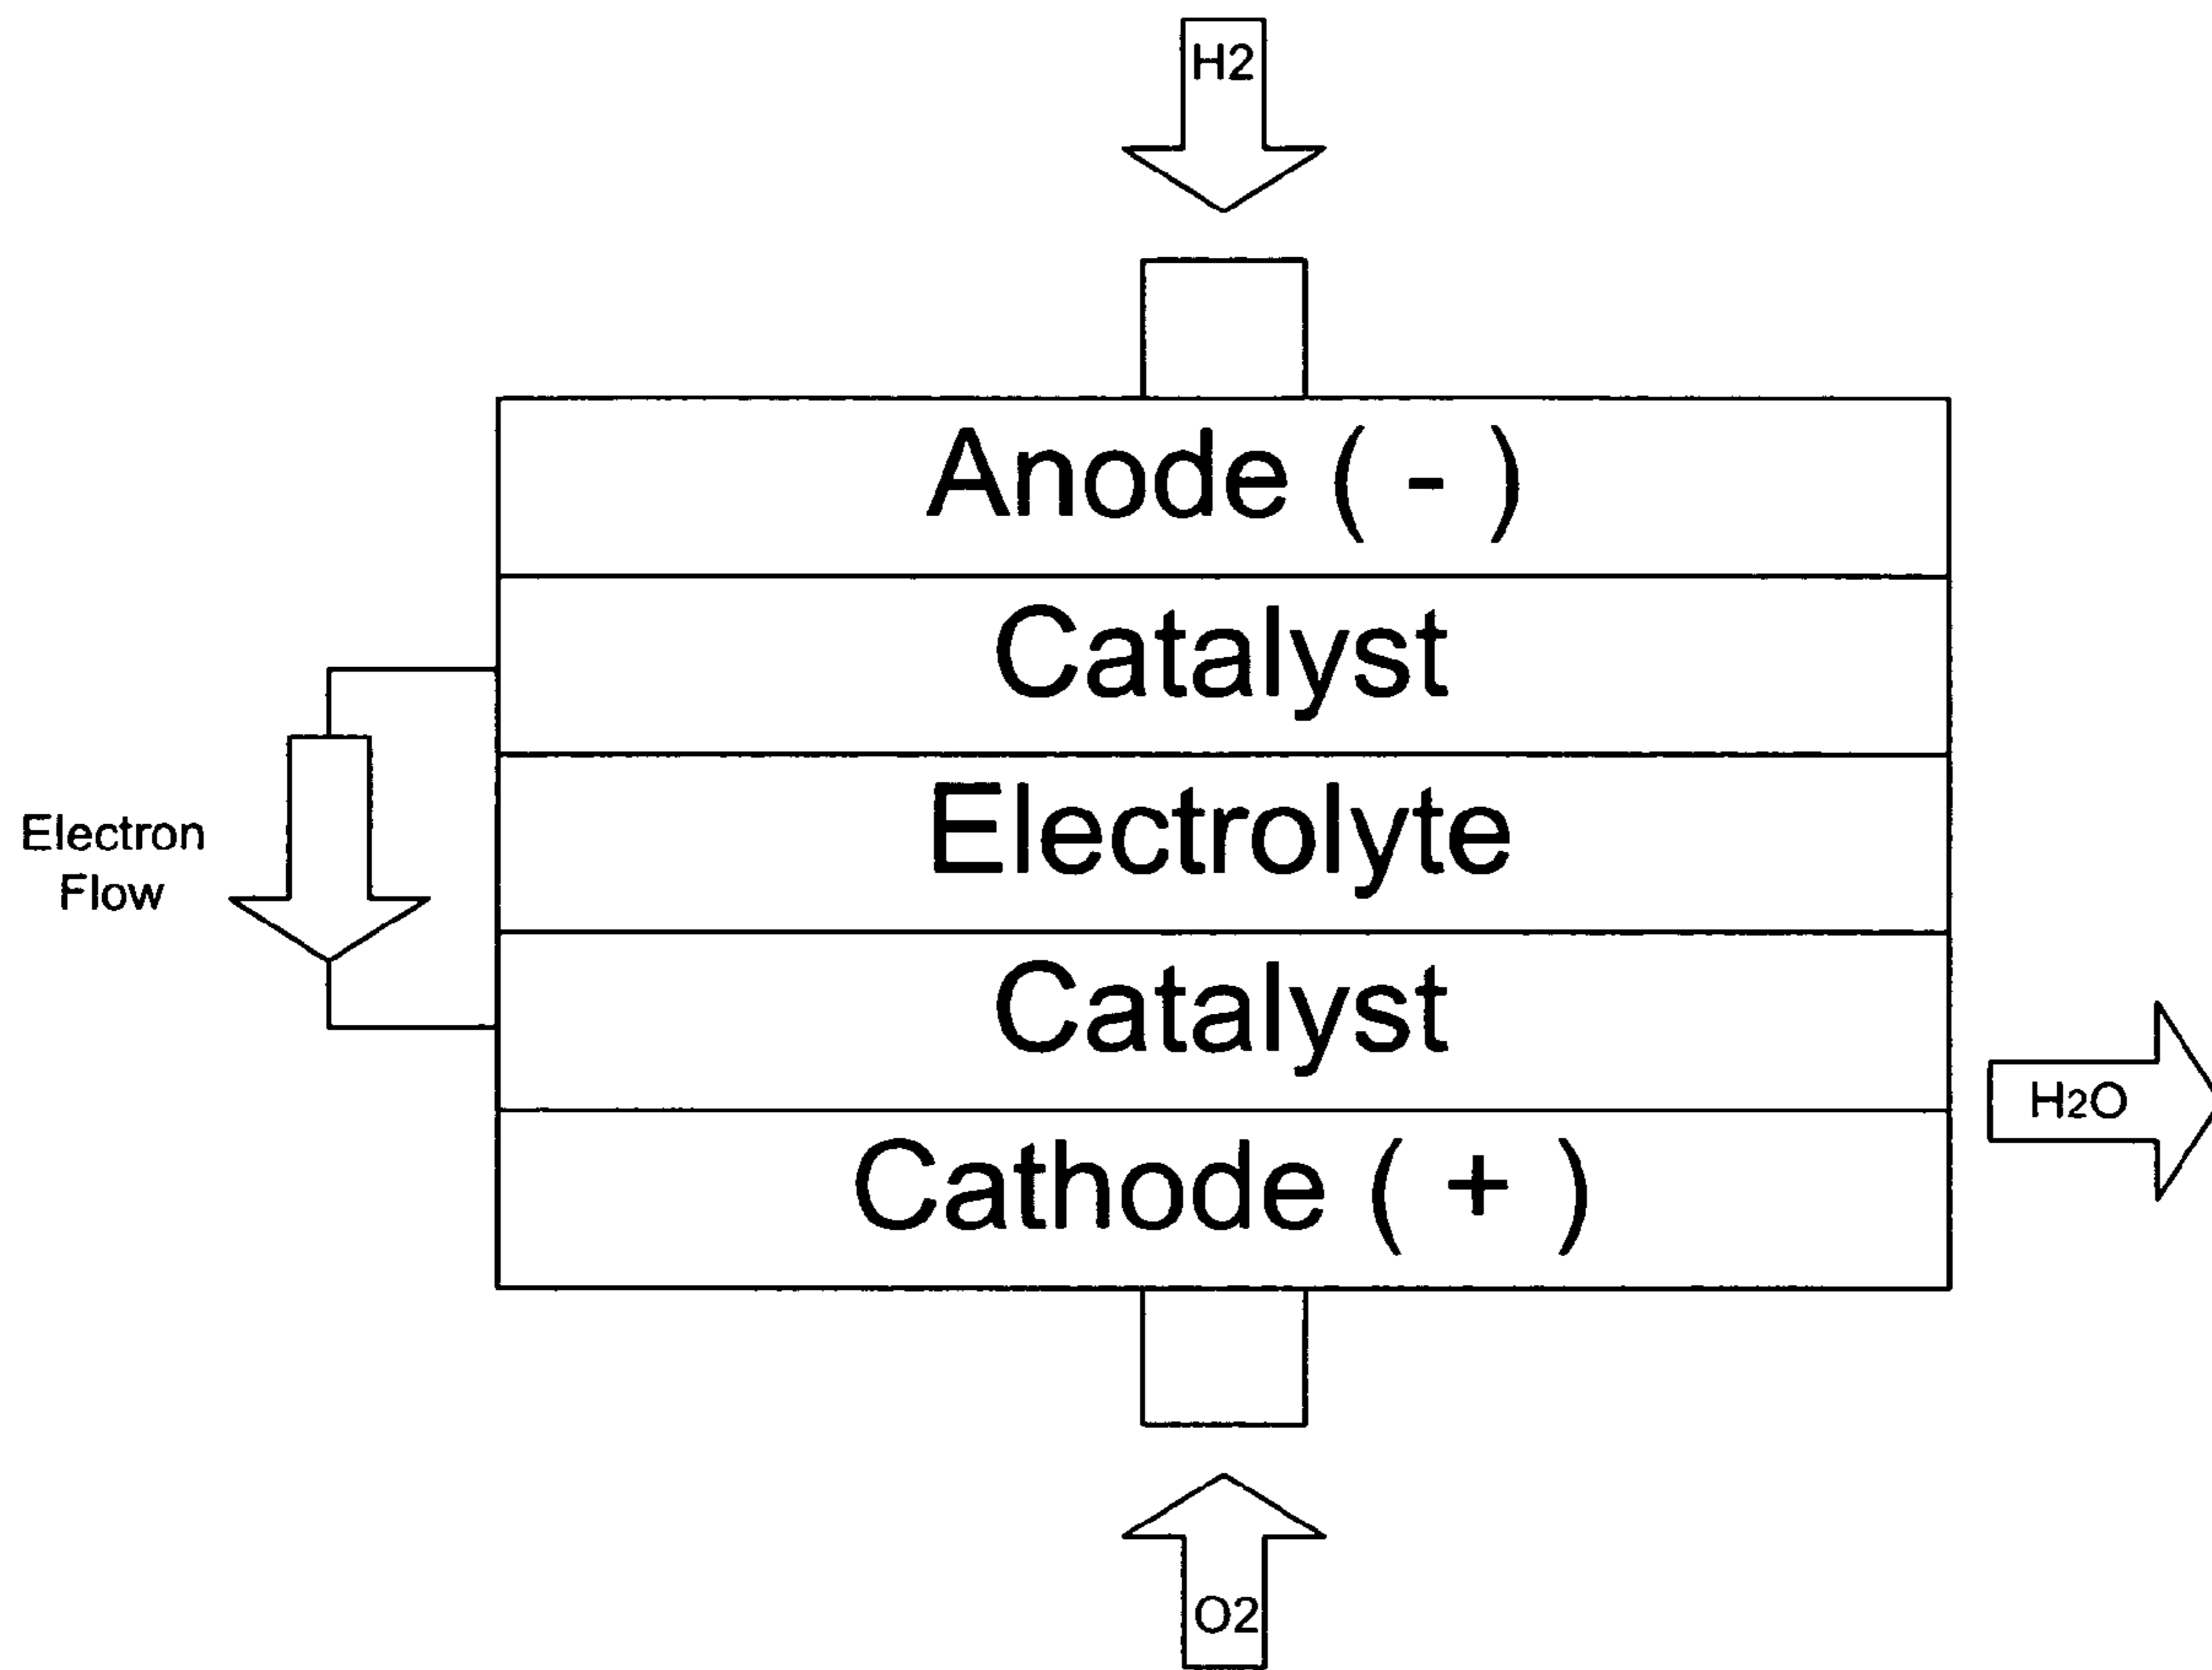 H2
Anode ( - )
Catalyst
Electrolyte
Electron
Flow
Catalyst
H2O
Cathode ( + )
O2